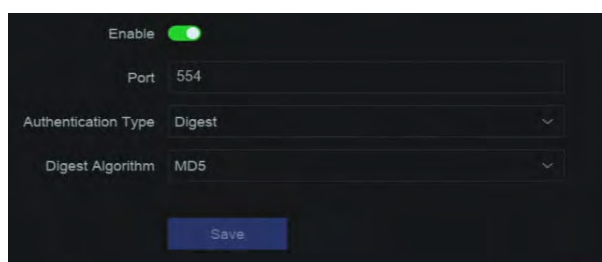 Enable
Port 554
Authentication Type Digest
Digest Algorithm MD5
Save